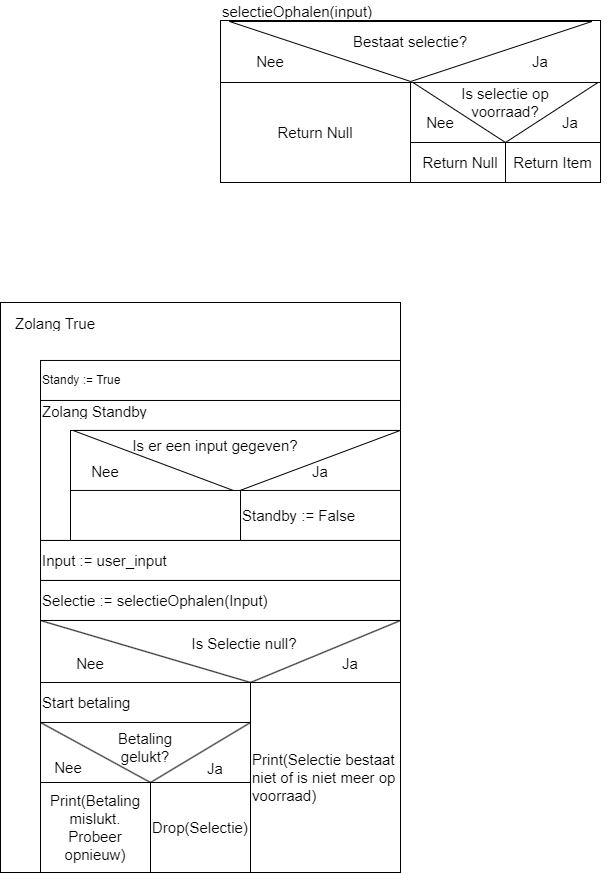 selectieOphalen(input)
Bestaat selectie?
Nee
Ja
Return Null
Is selectie op
voorraad?
Nee
Ja
Return Null
Return Item
Zolang True
Standy := True
Zolang Standby
Is er een input gegeven?
Nee
Ja
Standby := False
Input := user_input
Selectie := selectieOphalen(Input)
Is Selectie null?
Nee
Ja
Start betaling
Betaling
gelukt?
Nee
Ja
Print(Betaling
mislukt.
Probeer
opnieuw)
Drop(Selectie)
Print(Selectie bestaat
niet of is niet meer op
voorraad)